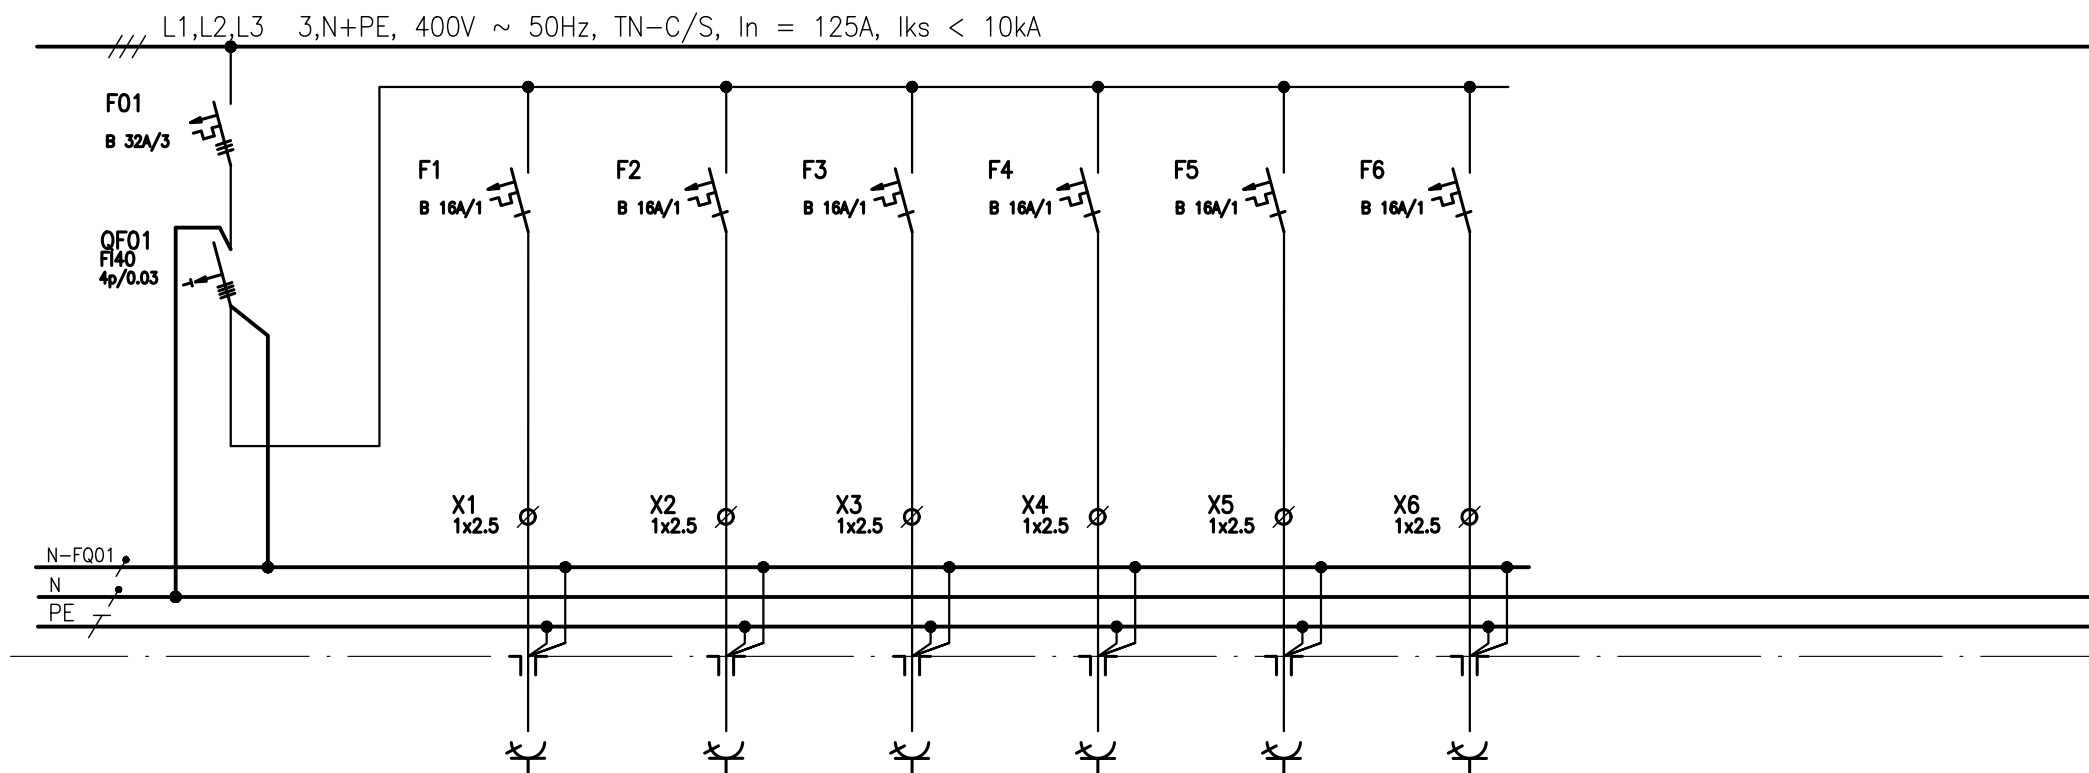 L1,L2,L3 3,N+PE, 400V ~ 50Hz, TN-C/S, In = 125A, Iks < 10kA
F01
B 32A/3
F1
B 16A/1
F2
B 16A/1
F3
B 16A/1
F4
B 16A/1
F5
B 16A/1
F6
B 16A/1
QF01
FI40
4p/0.03
X1
1x2.5
X2
1x2.5
X3
1x2.5
X4
1x2.5
X5
1x2.5
X6
1x2.5
N-FQ01
N
PE